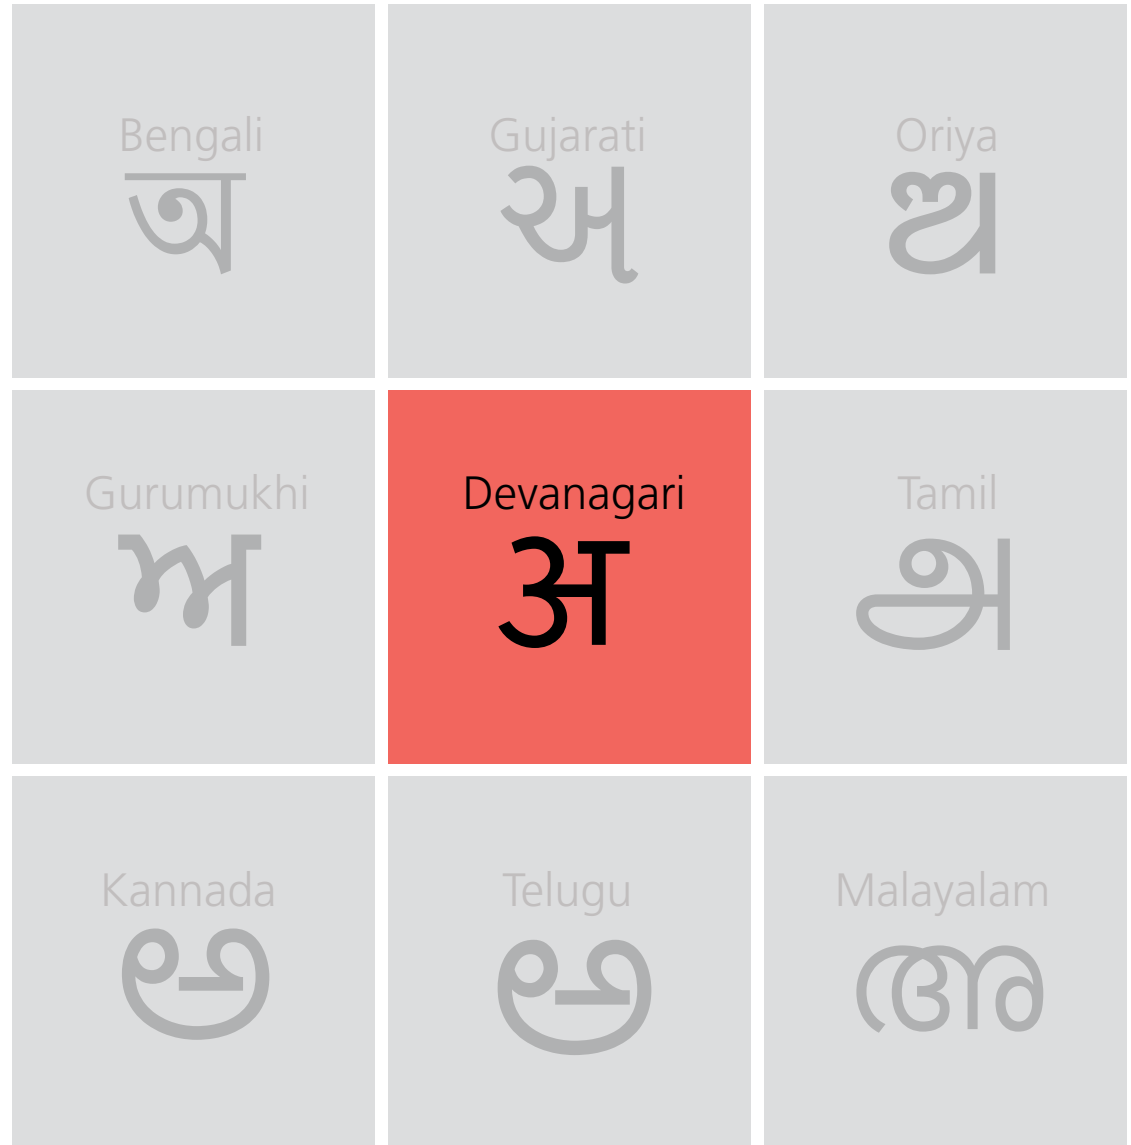 Bengali
অ
Gujarati
અ
Oriya
ଅ
Gurumukhi
ਅ
Devanagari
अ
Tamil
அ
Kannada
ಅ
Telugu
అ
Malayalam
അ